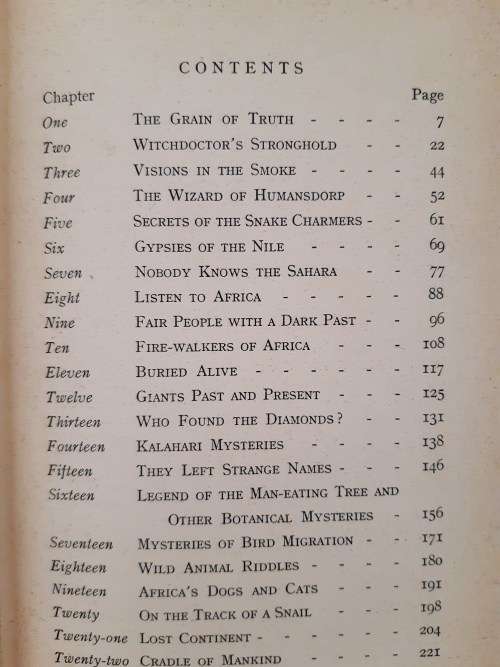 CONTENTS
Chapter Page
One THE GRAIN OF TRUTH - - - - 7
Two WITCHDOCTOR'S STRONGHOLD - - 22
Three VISIONS IN THE SMOKE - - - - 44
Four THE WIZARD OF HUMANSDORP - - 52
Five SECRETS OF THE SNAKE CHARMERS - - 61
Six GYPSIES OF THE NILE - - - - 69
Seven NOBODY KNOWS THE SAHARA - - 77
Eight LISTEN TO AFRICA - - - - - 88
Nine FAIR PEOPLE WITH A DARK PAST - - 96
Ten FIRE-WALKERS OF AFRICA - - - 108
Eleven BURIED ALIVE - - - - - - 117
Twelve GIANTS PAST AND PRESENT - - - 125
Thirteen WHO FOUND THE DIAMONDS? - - 131
Fourteen KALAHARI MYSTERIES - - - - 138
Fifteen THEY LEFT STRANGE NAMES - - - 146
Sixteen LEGEND OF THE MAN-EATING TREE AND
OTHER BOTANICAL MYSTERIES - 156
Seventeen MYSTERIES OF BIRD MIGRATION - - 171
Eighteen WILD ANIMAL RIDDLES - - - - 180
Nineteen AFRICA'S DOGS AND CATS - - - 191
Twenty ON THE TRACK OF A SNAIL - - - 198
Twenty-one LOST CONTINENT - - - - - - 204
Twenty-two CRADLE OF MANKIND - - - - 221